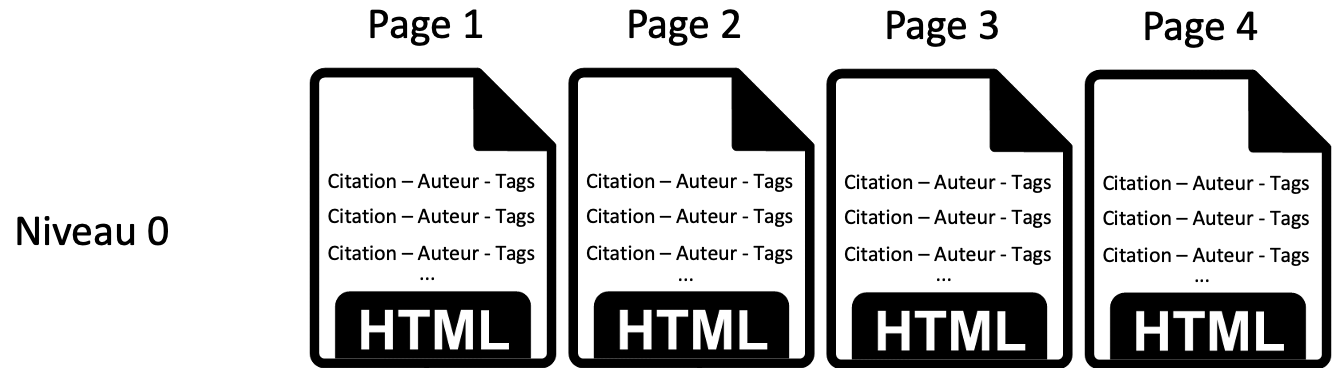 Page 1
Page 2
Page 3
Page 4
Niveau 0
Citation – Auteur - Tags
Citation – Auteur - Tags
Citation – Auteur - Tags
...
HTML
Citation – Auteur - Tags
Citation – Auteur - Tags
Citation – Auteur - Tags
...
HTML
Citation – Auteur - Tags
Citation – Auteur - Tags
Citation – Auteur - Tags
...
HTML
Citation – Auteur - Tags
Citation – Auteur - Tags
Citation – Auteur - Tags
...
HTML